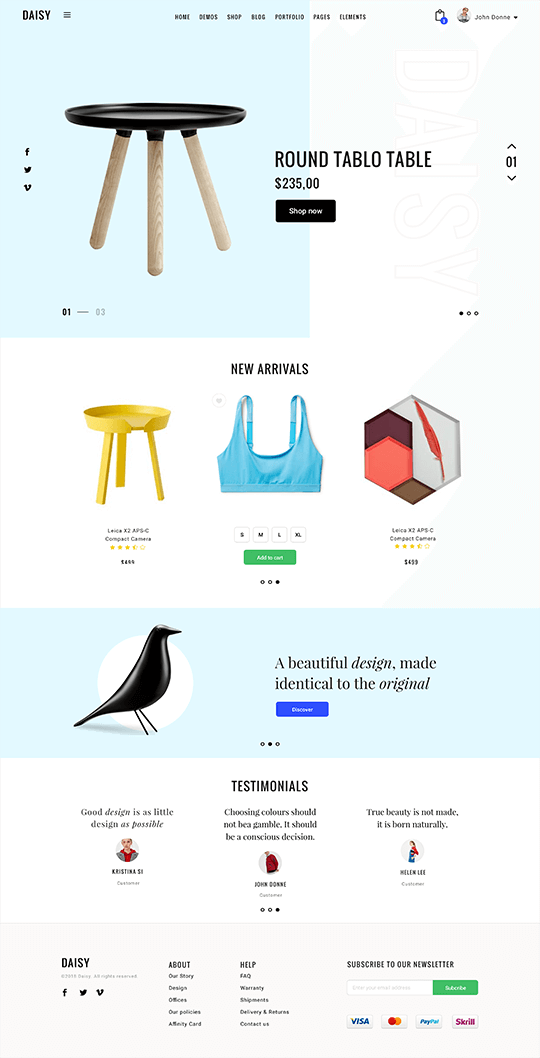 DAISY
HOME DEMOS SHOP BLOG PORTFOLIO PAGES ELEMENTS
3
John Donne
DAISY
ROUND TABLO TABLE
$235,00
Shop now
01
01 — 03
NEW ARRIVALS
Leica X2 APS-C
Compact Camera
$499
S M L XL
Add to cart
Leica X2 APS-C
Compact Camera
$499
A beautiful design, made
identical to the original
Discover
TESTIMONIALS
Good design is as little
design as possible
KRISTINA SI
Customer
Choosing colours should
not bea gamble. It should
be a conscious decision.
JOHN DONNE
Customer
True beauty is not made,
it is born naturally.
HELEN LEE
Customer
DAISY
All rights reserved
ABOUT
Our Story
Design
Offices
Our policies
Affinity Card
HELP
FAQ
Warranty
Shipments
Delivery & Returns
Contact us
SUBSCRIBE TO OUR NEWSLETTER
Enter your email address
Subcribe
VISA
MasterCard
PayPal
Skrill